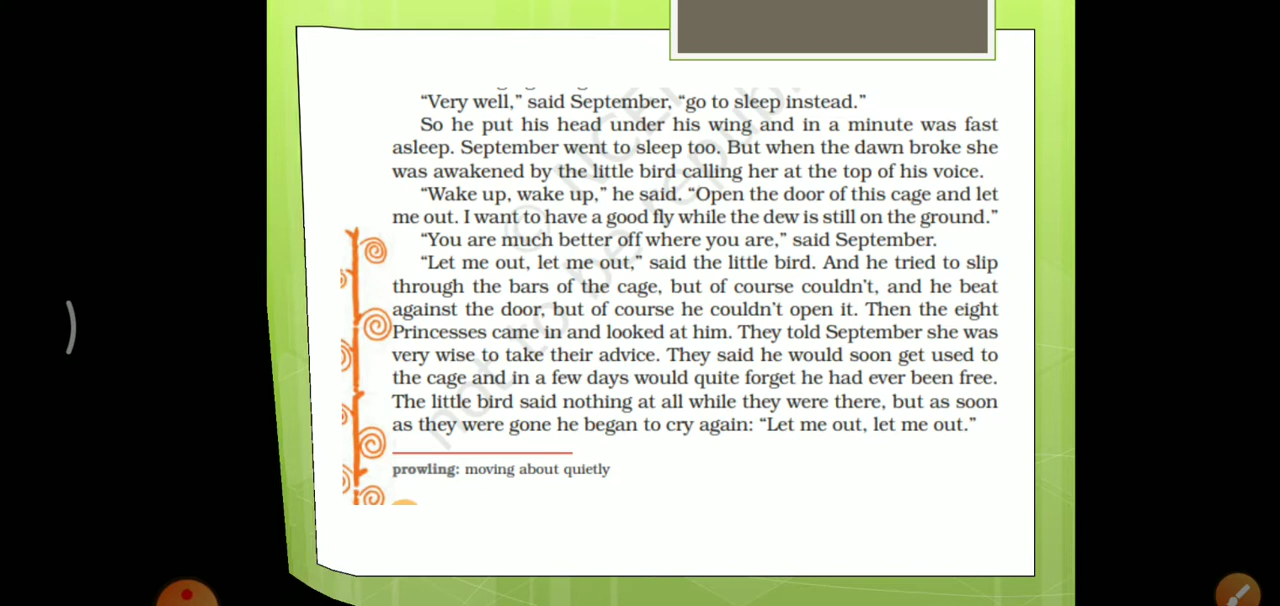 “Very well,” said September, “go to sleep instead.”
So he put his head under his wing and in a minute was fast
asleep. September went to sleep too. But when the dawn broke she
was awakened by the little bird calling her at the top of his voice.
“Wake up, wake up,” he said. “Open the door of this cage and let
me out. I want to have a good fly while the dew is still on the ground.”
“You are much better off where you are,” said September.
“Let me out, let me out,” said the little bird. And he tried to slip
through the bars of the cage, but of course couldn’t, and he beat
against the door, but of course he couldn’t open it. Then the eight
Princesses came in and looked at him. They told September she was
very wise to take their advice. They said he would soon get used to
the cage and in a few days would quite forget he had ever been free.
The little bird said nothing at all while they were there, but as soon
as they were gone he began to cry again: “Let me out, let me out.”
prowling: moving about quietly